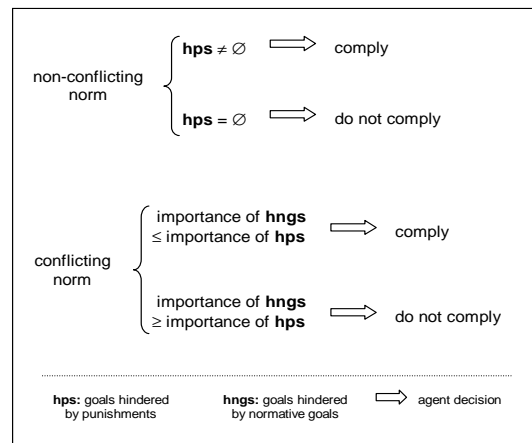 hps ≠ ∅ comply
non-conflicting
norm
hps = ∅ do not comply
importance of hngs
≤ importance of hps
comply
conflicting
norm
importance of hngs
≥ importance of hps
do not comply
hps: goals hindered
by punishments
hngs: goals hindered
by normative goals
agent decision